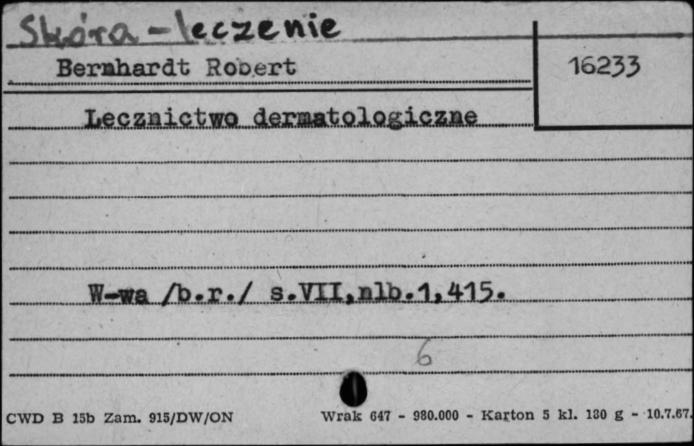 Skóra - leczenie
Bernhardt Robert
16233
Lecznictwo dermatologiczne
W-wa /b.r./ s.VII,nlb.1,415.
6
CWD B 15b Zam. 915/DW/ON Wrak 647 - 980.000 - Karton 5 kl. 180 g - 10.7.67.